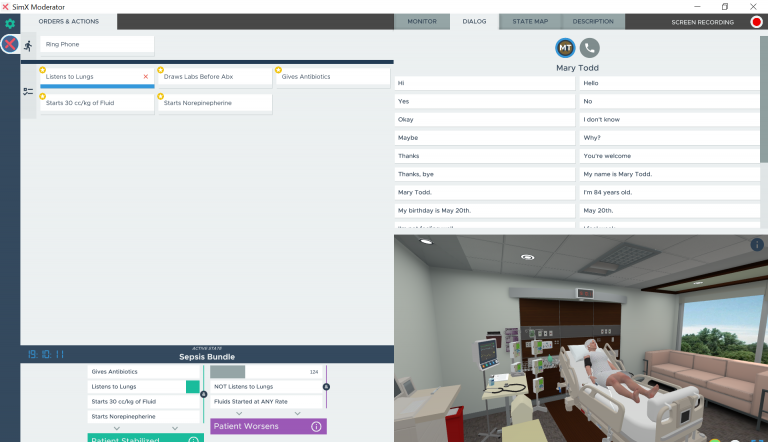 SimX Moderator
ORDERS & ACTIONS
MONITOR
DIALOG
STATE MAP
DESCRIPTION
SCREEN RECORDING
Ring Phone
Listens to Lungs
Draws Labs Before Abx
Gives Antibiotics
Starts 30 cc/kg of Fluid
Starts Norepinepherine
MT
Mary Todd
Hi
Hello
Yes
No
Okay
I don't know
Maybe
Why?
Thanks
You're welcome
Thanks, bye
My name is Mary Todd.
Mary Todd.
I'm 84 years old.
My birthday is May 20th.
May 20th.
19:10:11
ACTIVE STATE
Sepsis Bundle
Gives Antibiotics
Listens to Lungs
Starts 30 cc/kg of Fluid
Starts Norepinepherine
Patient Stabilized
124
NOT Listens to Lungs
Fluids Started at ANY Rate
Patient Worsens